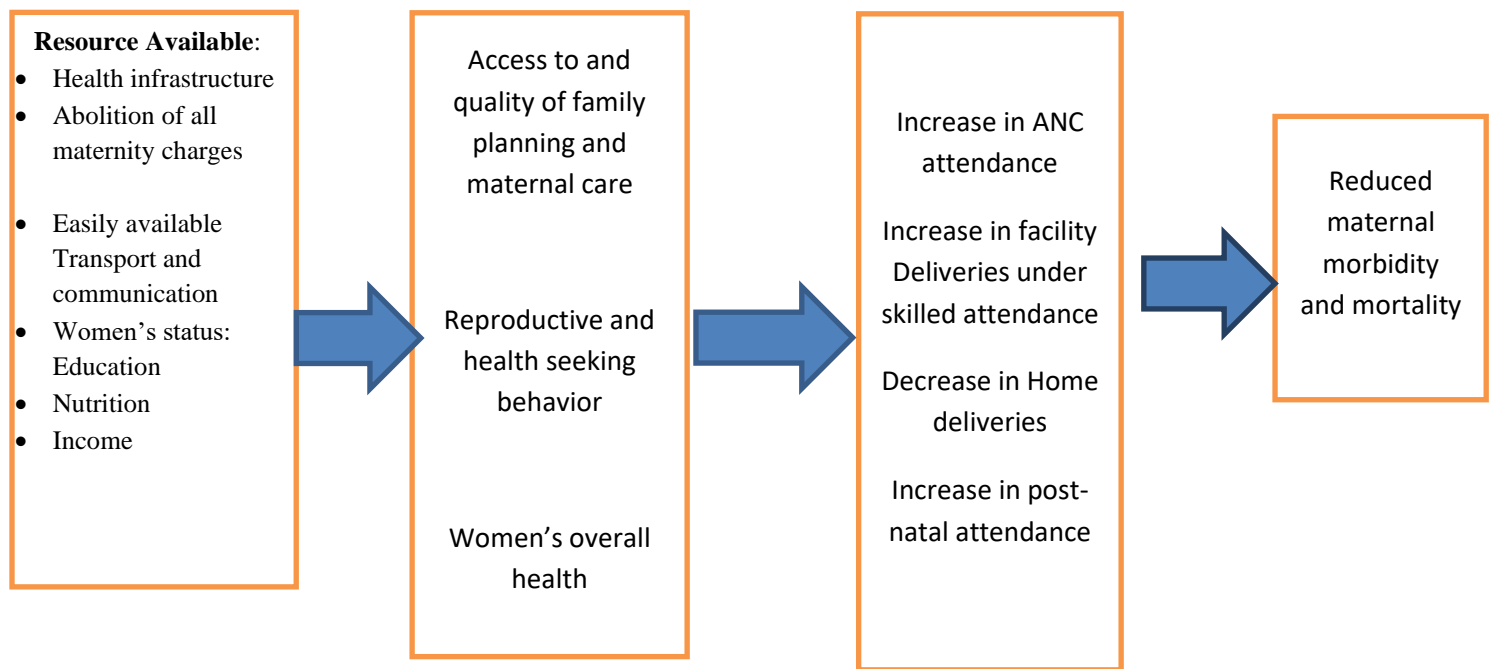 Resource Available:
• Health infrastructure
• Abolition of all
maternity charges
• Easily available
Transport and
communication
• Women’s status:
Education
• Nutrition
• Income
Access to and
quality of family
planning and
maternal care
Reproductive and
health seeking
behavior
Women’s overall
health
Increase in ANC
attendance
Increase in facility
Deliveries under
skilled attendance
Decrease in Home
deliveries
Increase in post-
natal attendance
Reduced
maternal
morbidity
and mortality